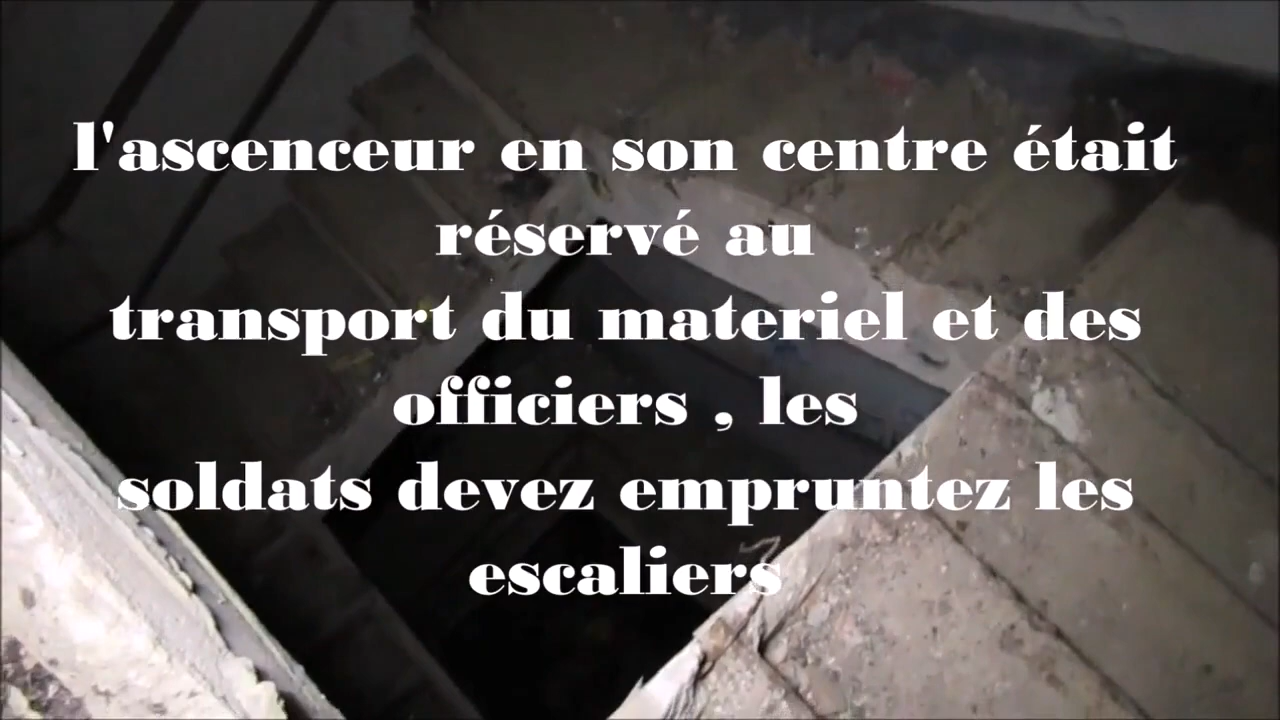 l'ascenceur en son centre était
réservé au
transport du materiel et des
officiers , les
soldats devez empruntez les
escaliers